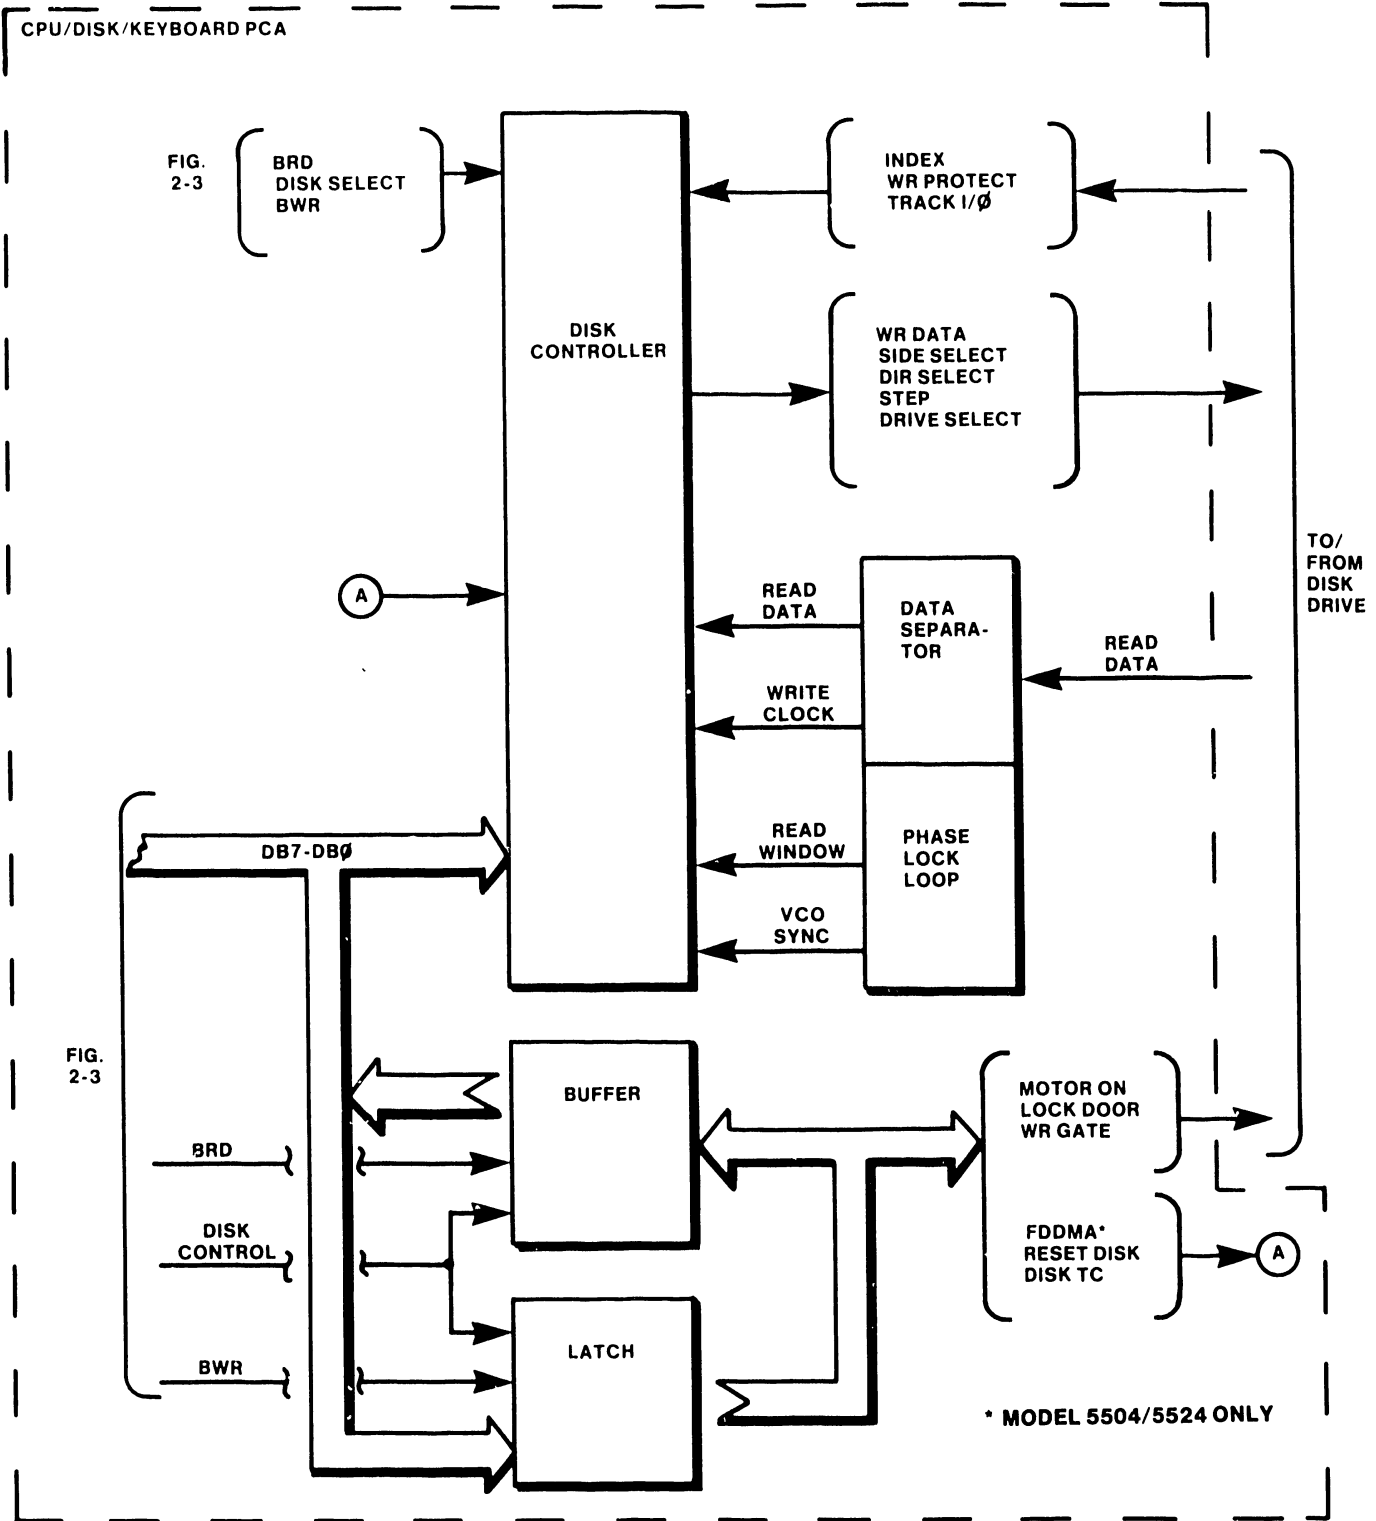 CPU/DISK/KEYBOARD PCA
FIG.
2-3
BRD
DISK SELECT
BWR
INDEX
WR PROTECT
TRACK I/Ø
DISK
CONTROLLER
WR DATA
SIDE SELECT
DIR SELECT
STEP
DRIVE SELECT
TO/
FROM
DISK
DRIVE
A
READ
DATA
DATA
SEPARA-
TOR
READ
DATA
WRITE
CLOCK
DB7-DBØ
READ
WINDOW
PHASE
LOCK
LOOP
VCO
SYNC
FIG.
2-3
BUFFER
MOTOR ON
LOCK DOOR
WR GATE
BRD
DISK
CONTROL
FDDMA*
RESET DISK
DISK TC
A
LATCH
BWR
* MODEL 5504/5524 ONLY